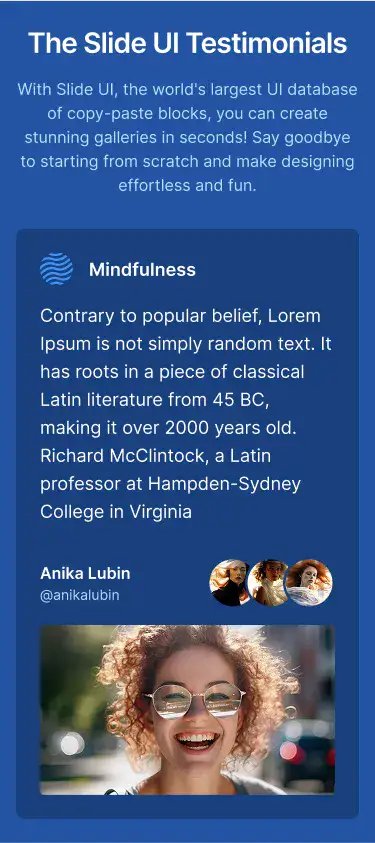 The Slide UI Testimonials
With Slide UI, the world's largest UI database
of copy-paste blocks, you can create
stunning galleries in seconds! Say goodbye
to starting from scratch and make designing
effortless and fun.
Mindfulness
Contrary to popular belief, Lorem
Ipsum is not simply random text. It
has roots in a piece of classical
Latin literature from 45 BC,
making it over 2000 years old.
Richard McClintock, a Latin
professor at Hampden-Sydney
College in Virginia
Anika Lubin
@anikalubin